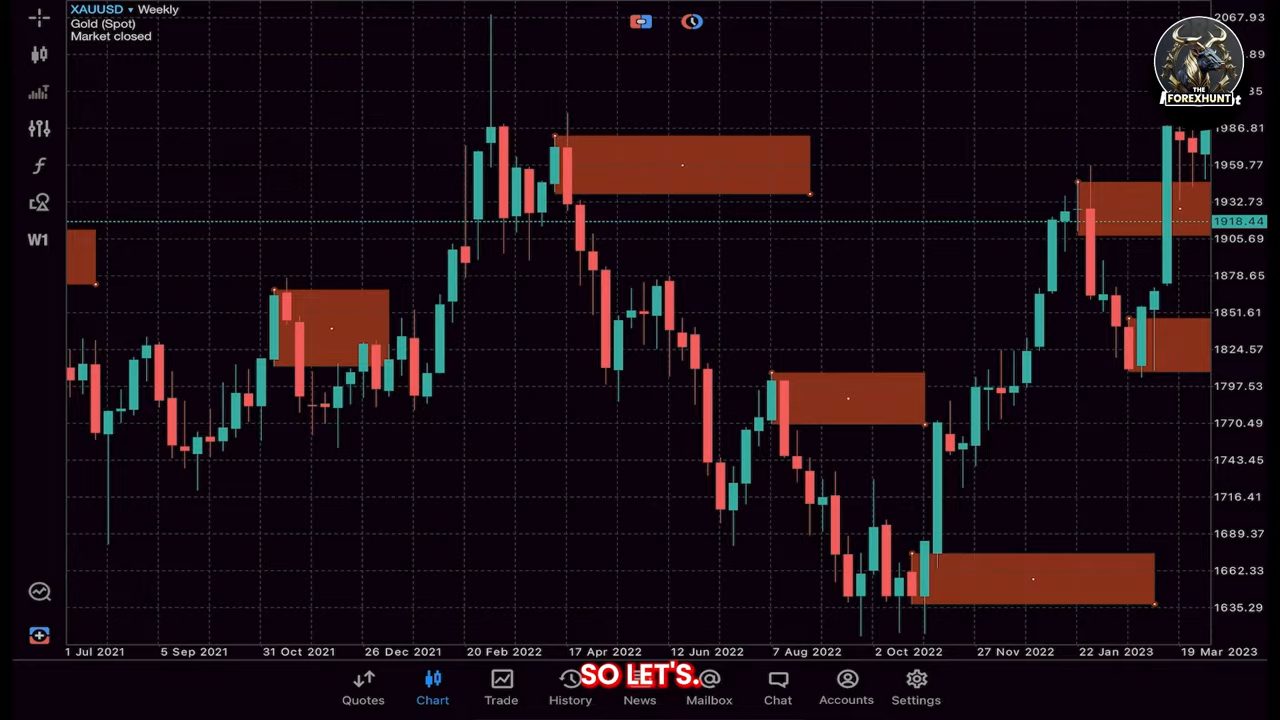 XAUUSD ▾ Weekly
Gold (Spot)
Market closed
W1
2067.93
.89
35
1986.81
1959.77
1932.73
1918.44
1905.69
1878.65
1851.61
1824.57
1797.53
1770.49
1743.45
1716.41
1689.37
1662.33
1635.29
THE
FOREXHUNT
1 Jul 2021
5 Sep 2021
31 Oct 2021
26 Dec 2021
20 Feb 2022
17 Apr 2022
12 Jun 2022
7 Aug 2022
2 Oct 2022
27 Nov 2022
22 Jan 2023
19 Mar 2023
SO LET'S.
Quotes
Chart
Trade
History
News
Mailbox
Chat
Accounts
Settings